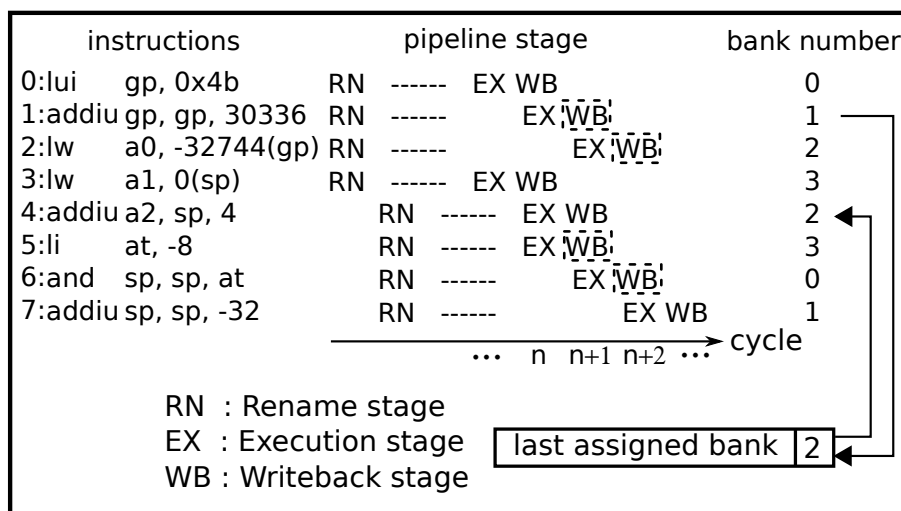 instructions pipeline stage bank number
0:lui gp, 0x4b RN ------ EX WB 0
1:addiu gp, gp, 30336 RN ------ EX WB 1
2:lw a0, -32744(gp) RN ------ EX WB 2
3:lw a1, 0(sp) RN ------ EX WB 3
4:addiu a2, sp, 4 RN ------ EX WB 2
5:li at, -8 RN ------ EX WB 3
6:and sp, sp, at RN ------ EX WB 0
7:addiu sp, sp, -32 RN ------ EX WB 1
... n n+1 n+2 ... cycle
RN : Rename stage
EX : Execution stage last assigned bank 2
WB : Writeback stage